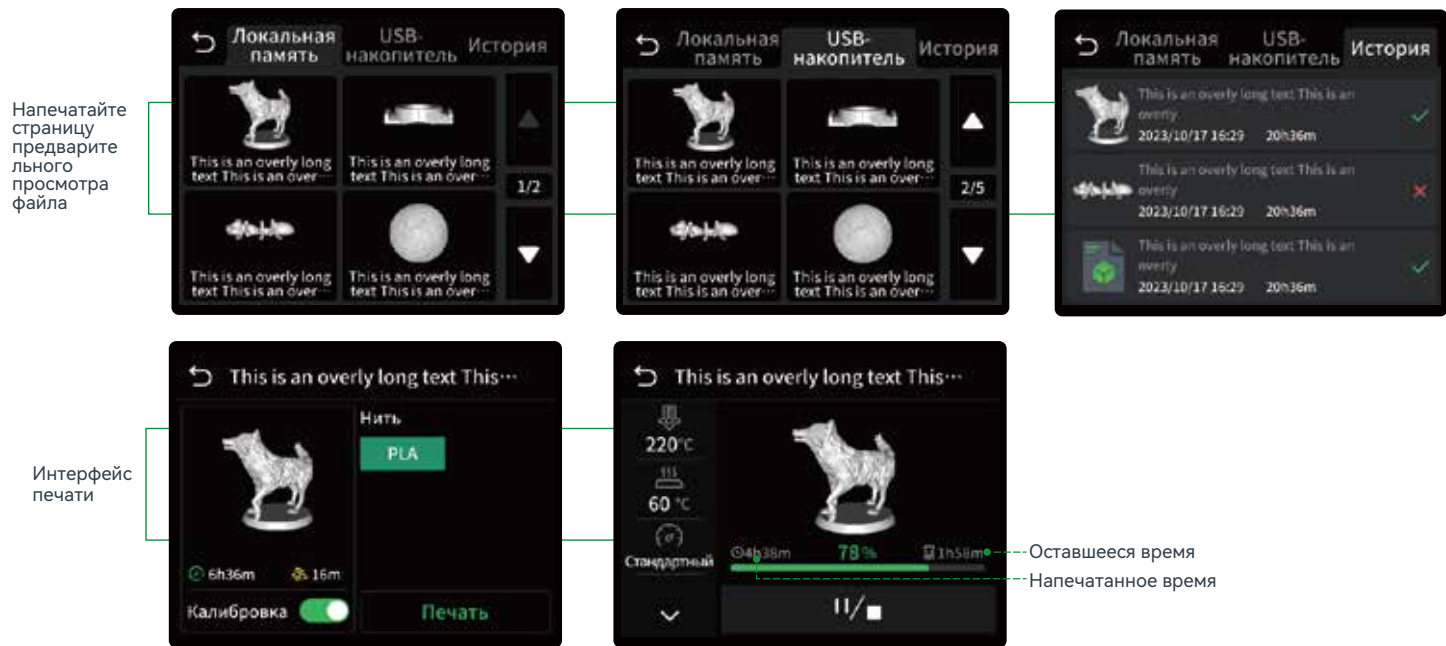 Напечатайте
страницу
предварите
льного
просмотра
файла
Локальная
память
USB-
накопитель
История
This is an overly long
text This is an over···
This is an overly long
text This is an over···
1/2
This is an overly long
text This is an over···
This is an overly long
text This is an over···
Локальная
память
USB-
накопитель
История
This is an overly long
text This is an over···
This is an overly long
text This is an over···
2/5
This is an overly long
text This is an over···
This is an overly long
text This is an over···
Локальная
память
USB-
накопитель
История
This is an overly long text This is an
overly
2023/10/17 16:29 20h36m
This is an overly long text This is an
overly
2023/10/17 16:29 20h36m
This is an overly long text This is an
overly
2023/10/17 16:29 20h36m
Интерфейс
печати
This is an overly long text This···
Нить
PLA
6h36m 16m
Калибровка
Печать
This is an overly long text This···
220°C
60 °C
Стандартный
4h38m 78% 1h58m
Оставшееся время
Напечатанное время